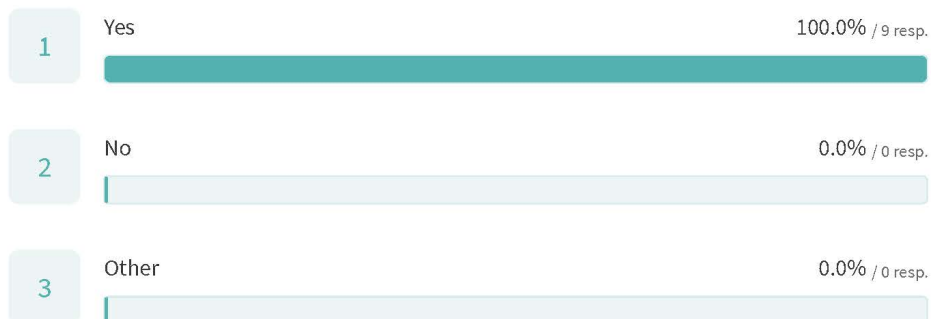 1 Yes 100.0% / 9 resp.
2 No 0.0% / 0 resp.
3 Other 0.0% / 0 resp.